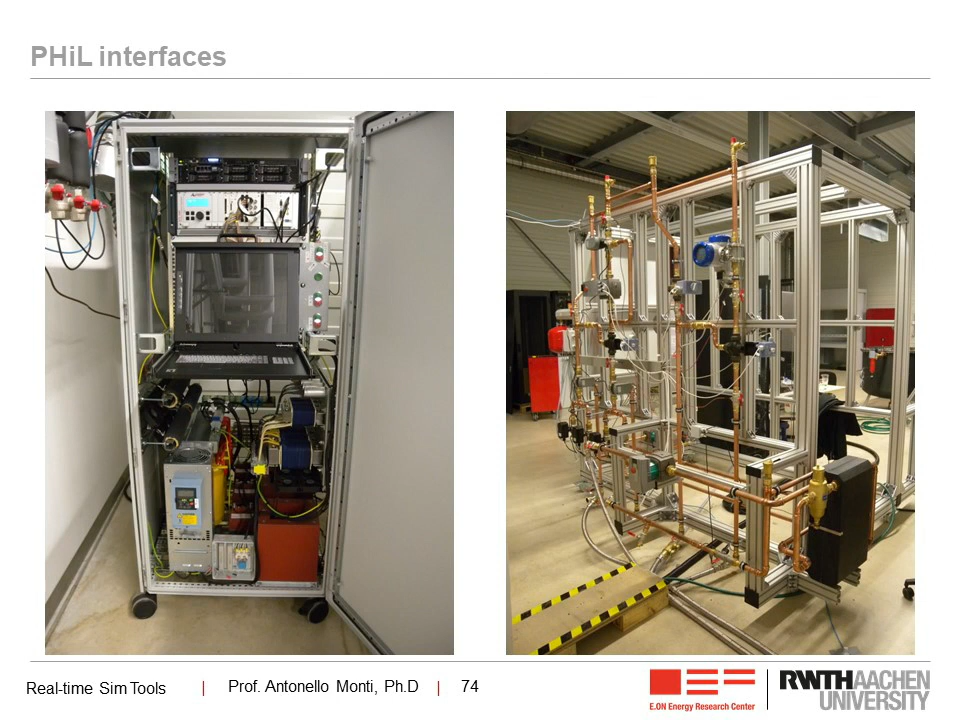 PHiL interfaces
Real-time Sim Tools | Prof. Antonello Monti, Ph.D | 74
E.ON Energy Research Center
RWTHAACHEN
UNIVERSITY